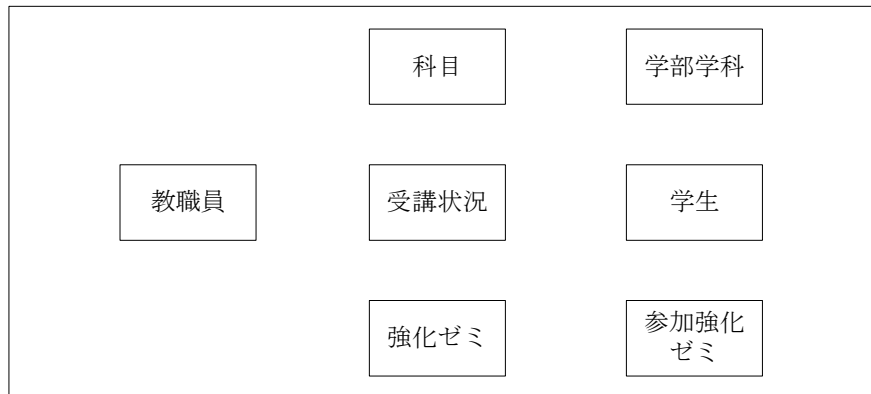 科目
学部学科
教職員
受講状況
学生
強化ゼミ
参加強化
ゼミ